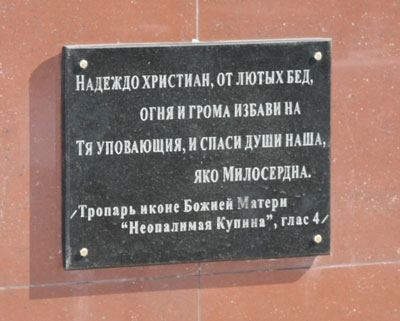 Надеждо христиан, от лютых бед,
огня и грома избави на
Тя уповающия, и спаси души наша,
яко Милосердна.
/Тропарь иконе Божией Матери
"Неопалимая Купина", глас 4/